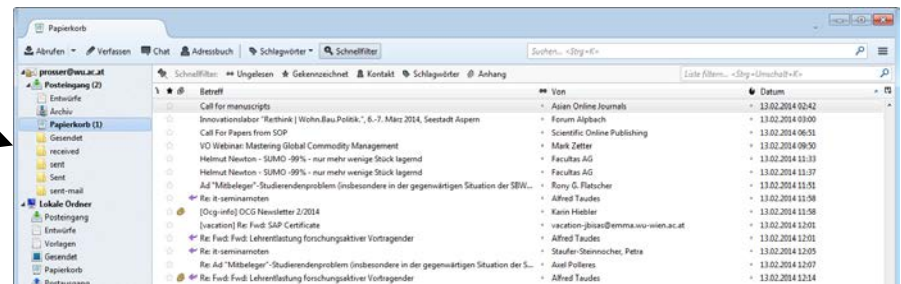 Papierkorb
Abrufen Verfassen Chat Adressbuch Schlagwörter Schnellfilter Suchen... <Strg+K>
prosser@wu.ac.at Schnellfilter: Ungelesen Gekennzeichnet Kontakt Schlagwörter Anhang Liste filtern... <Strg+Umschalt+K>
Posteingang (2) Betreff Von Datum
Entwürfe Call for manuscripts Asian Online Journals 13.02.2014 02:42
Archiv Innovationslabor "Re:think | Wohn.Bau.Politik.", 6.-7. März 2014, Seestadt Aspern Forum Alpbach 13.02.2014 03:00
Papierkorb (1) Call For Papers from SOP Scientific Online Publishing 13.02.2014 06:51
Gesendet VO Webinar: Mastering Global Commodity Management Mark Zetter 13.02.2014 09:50
received Helmut Newton - SUMO -99% - nur mehr wenige Stück lagernd Facultas AG 13.02.2014 11:33
sent Helmut Newton - SUMO -99% - nur mehr wenige Stück lagernd Facultas AG 13.02.2014 11:37
Sent Ad "Mitbeleger"-Studierendenproblem (insbesondere in der gegenwärtigen Situation der SBW... Rony G. Flatscher 13.02.2014 11:51
sent-mail Re: it-seminarnoten Alfred Taudes 13.02.2014 11:58
Lokale Ordner [Ocg-info] OCG Newsletter 2/2014 Karin Hiebler 13.02.2014 11:58
Posteingang [vacation] Re: Fwd: SAP Certificate vacation-jbisas@emma.wu-wien.ac.at 13.02.2014 12:01
Entwürfe Re: Fwd: Fwd: Lehrentlastung forschungsaktiver Vortragender Alfred Taudes 13.02.2014 12:01
Vorlagen Re: it-seminarnoten Staufer-Steinnocher, Petra 13.02.2014 12:05
Gesendet Re: Ad "Mitbeleger"-Studierendenproblem (insbesondere in der gegenwärtigen Situation der S... Axel Polleres 13.02.2014 12:07
Papierkorb Re: Fwd: Fwd: Lehrentlastung forschungsaktiver Vortragender Alfred Taudes 13.02.2014 12:14
Postausgang